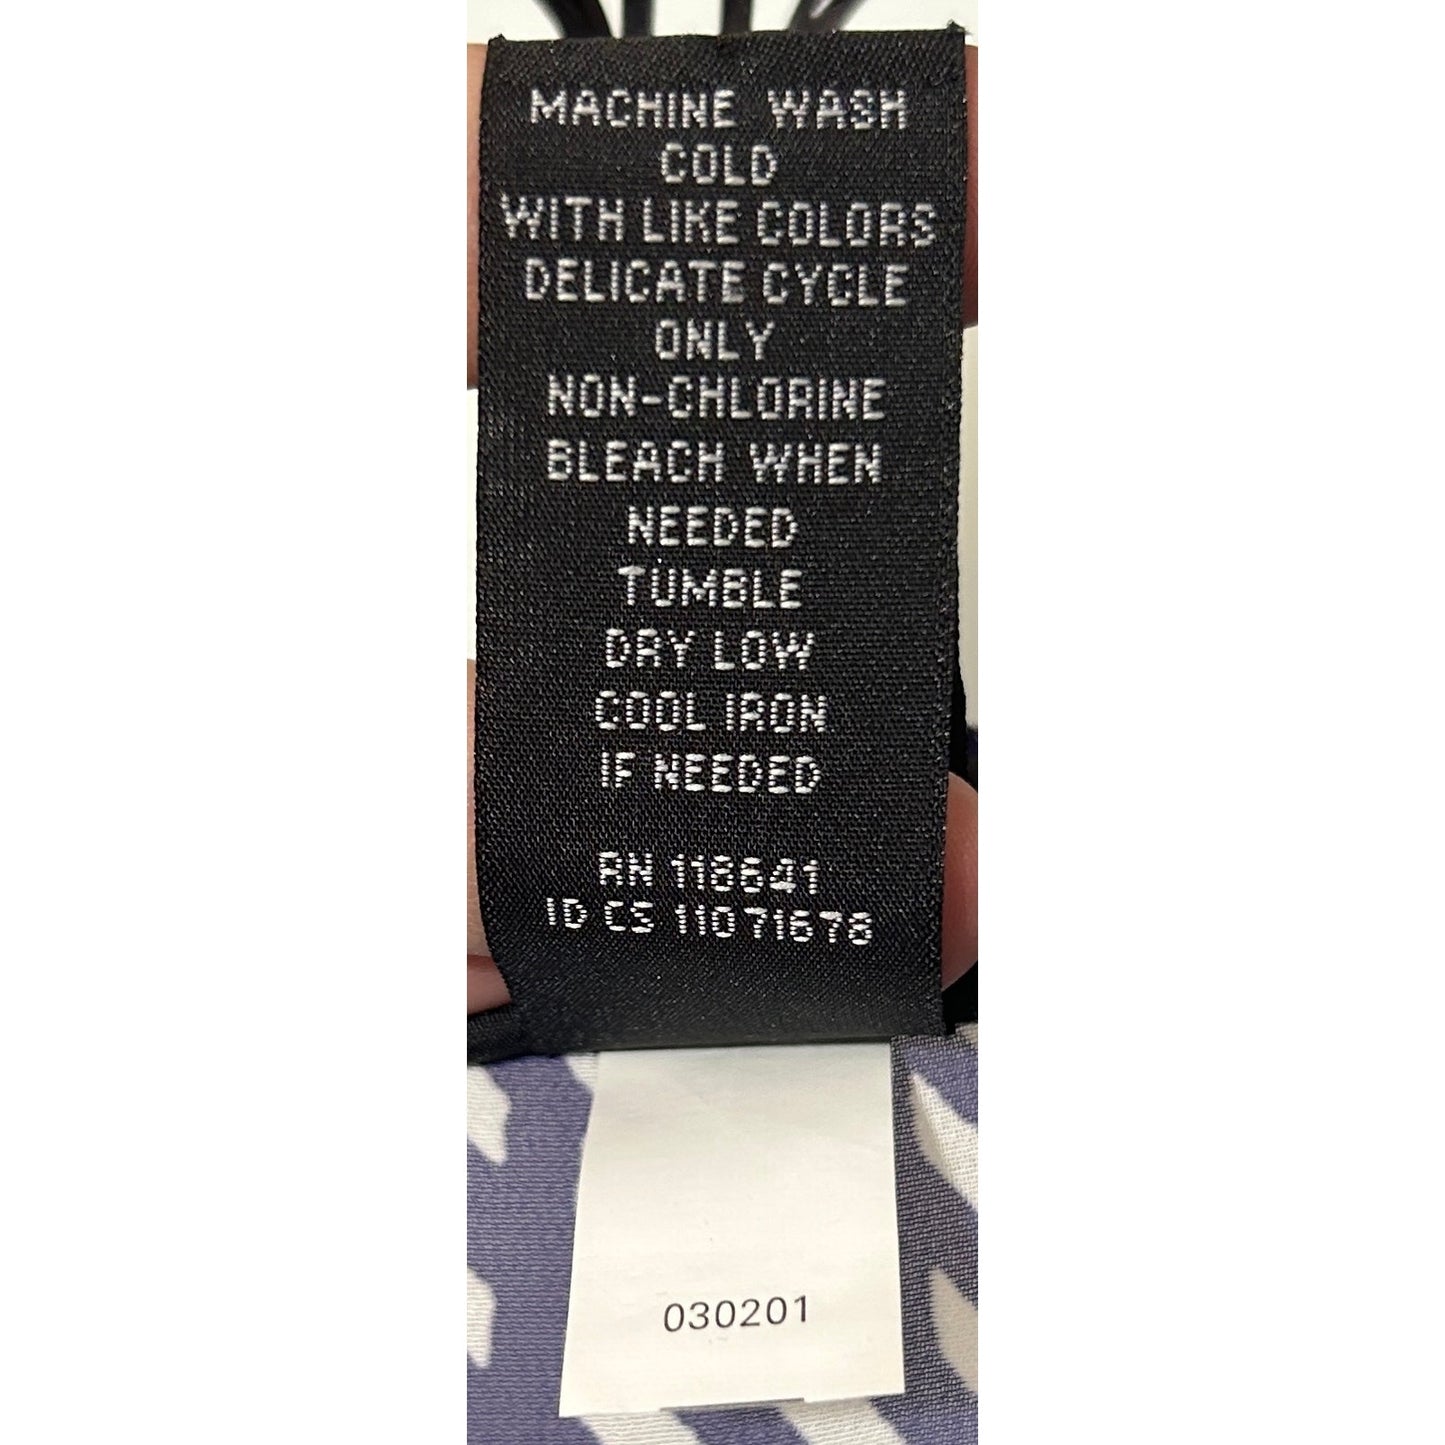 MACHINE WASH
COLD
WITH LIKE COLORS
DELICATE CYCLE
ONLY
NON-CHLORINE
BLEACH WHEN
NEEDED
TUMBLE
DRY LOW
COOL IRON
IF NEEDED
RN 118641
ID CS 11071678
030201